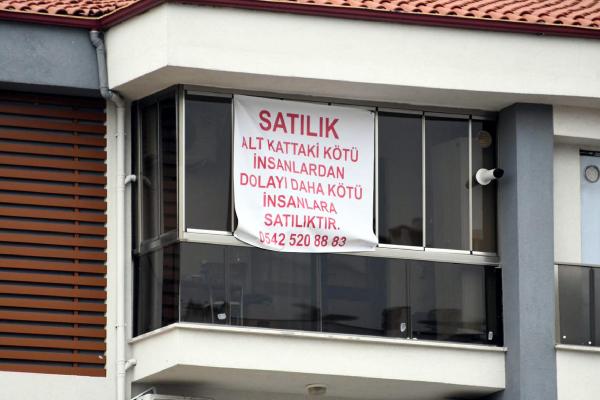 SATILIK
ALT KATTAKİ KÖTÜ
İNSANLARDAN
DOLAYI DAHA KÖTÜ
İNSANLARA
SATILIKTIR.
0542 520 88 83